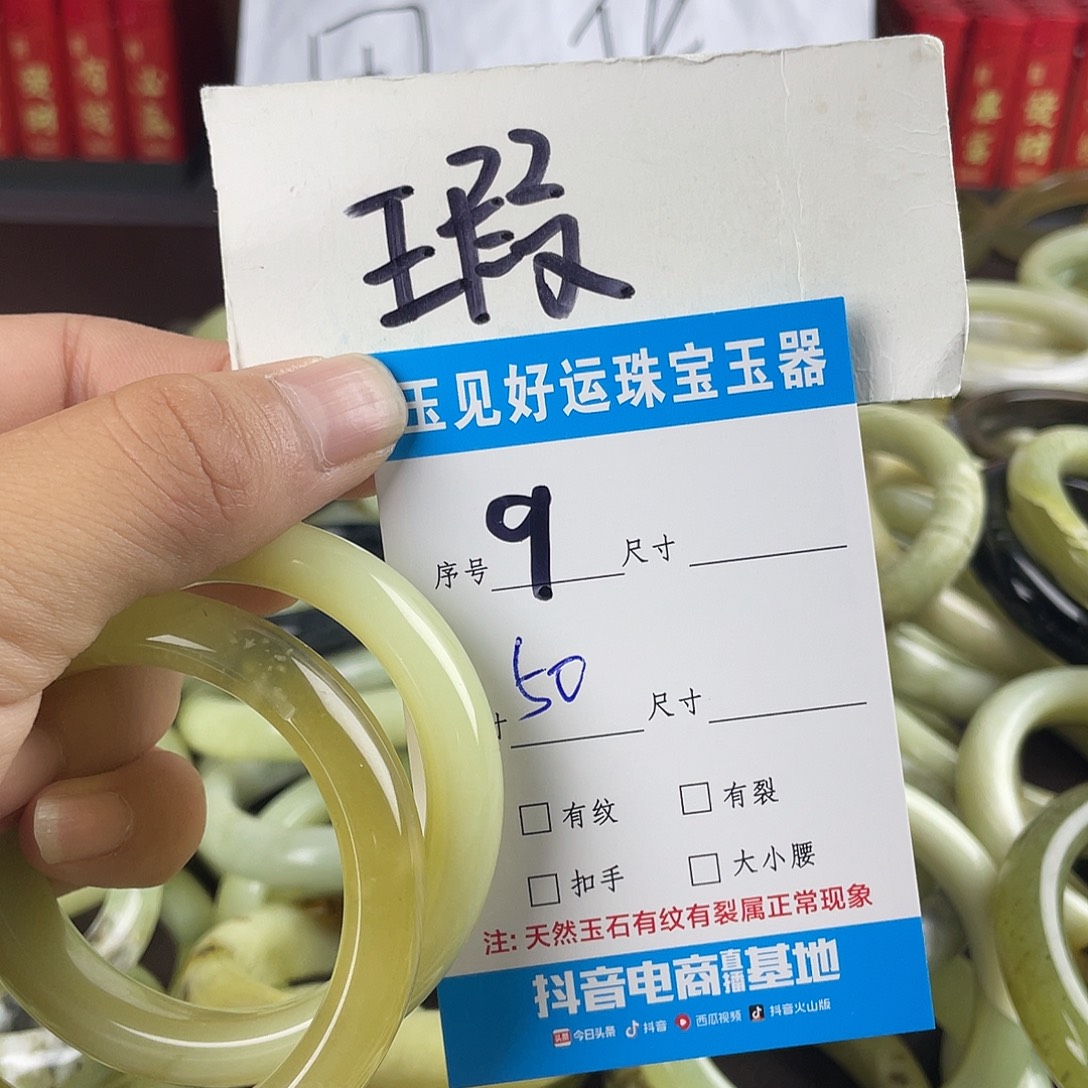 瑕
玉见好运珠宝玉器
序号 9 尺寸
寸 50 尺寸
□ 有纹 □ 有裂
□ 扣手 □ 大小腰
注: 天然玉石有纹有裂属正常现象
抖音电商直播基地
头条 今日头条 抖音 西瓜视频 抖音火山版